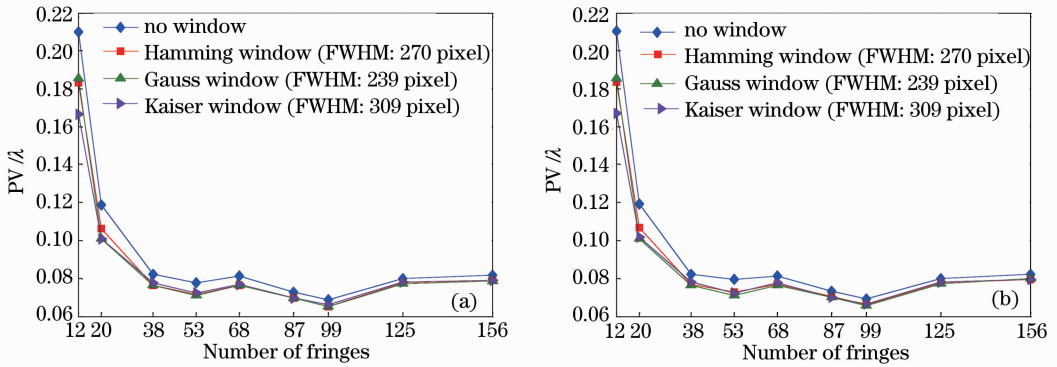 0.22
0.20
0.18
0.16
0.14
0.12
0.10
0.08
0.06
PV/λ
no window
Hamming window (FWHM: 270 pixel)
Gauss window (FWHM: 239 pixel)
Kaiser window (FWHM: 309 pixel)
(a)
12 20 38 53 68 87 99 125 156
Number of fringes
0.22
0.20
0.18
0.16
0.14
0.12
0.10
0.08
0.06
PV/λ
no window
Hamming window (FWHM: 270 pixel)
Gauss window (FWHM: 239 pixel)
Kaiser window (FWHM: 309 pixel)
(b)
12 20 38 53 68 87 99 125 156
Number of fringes